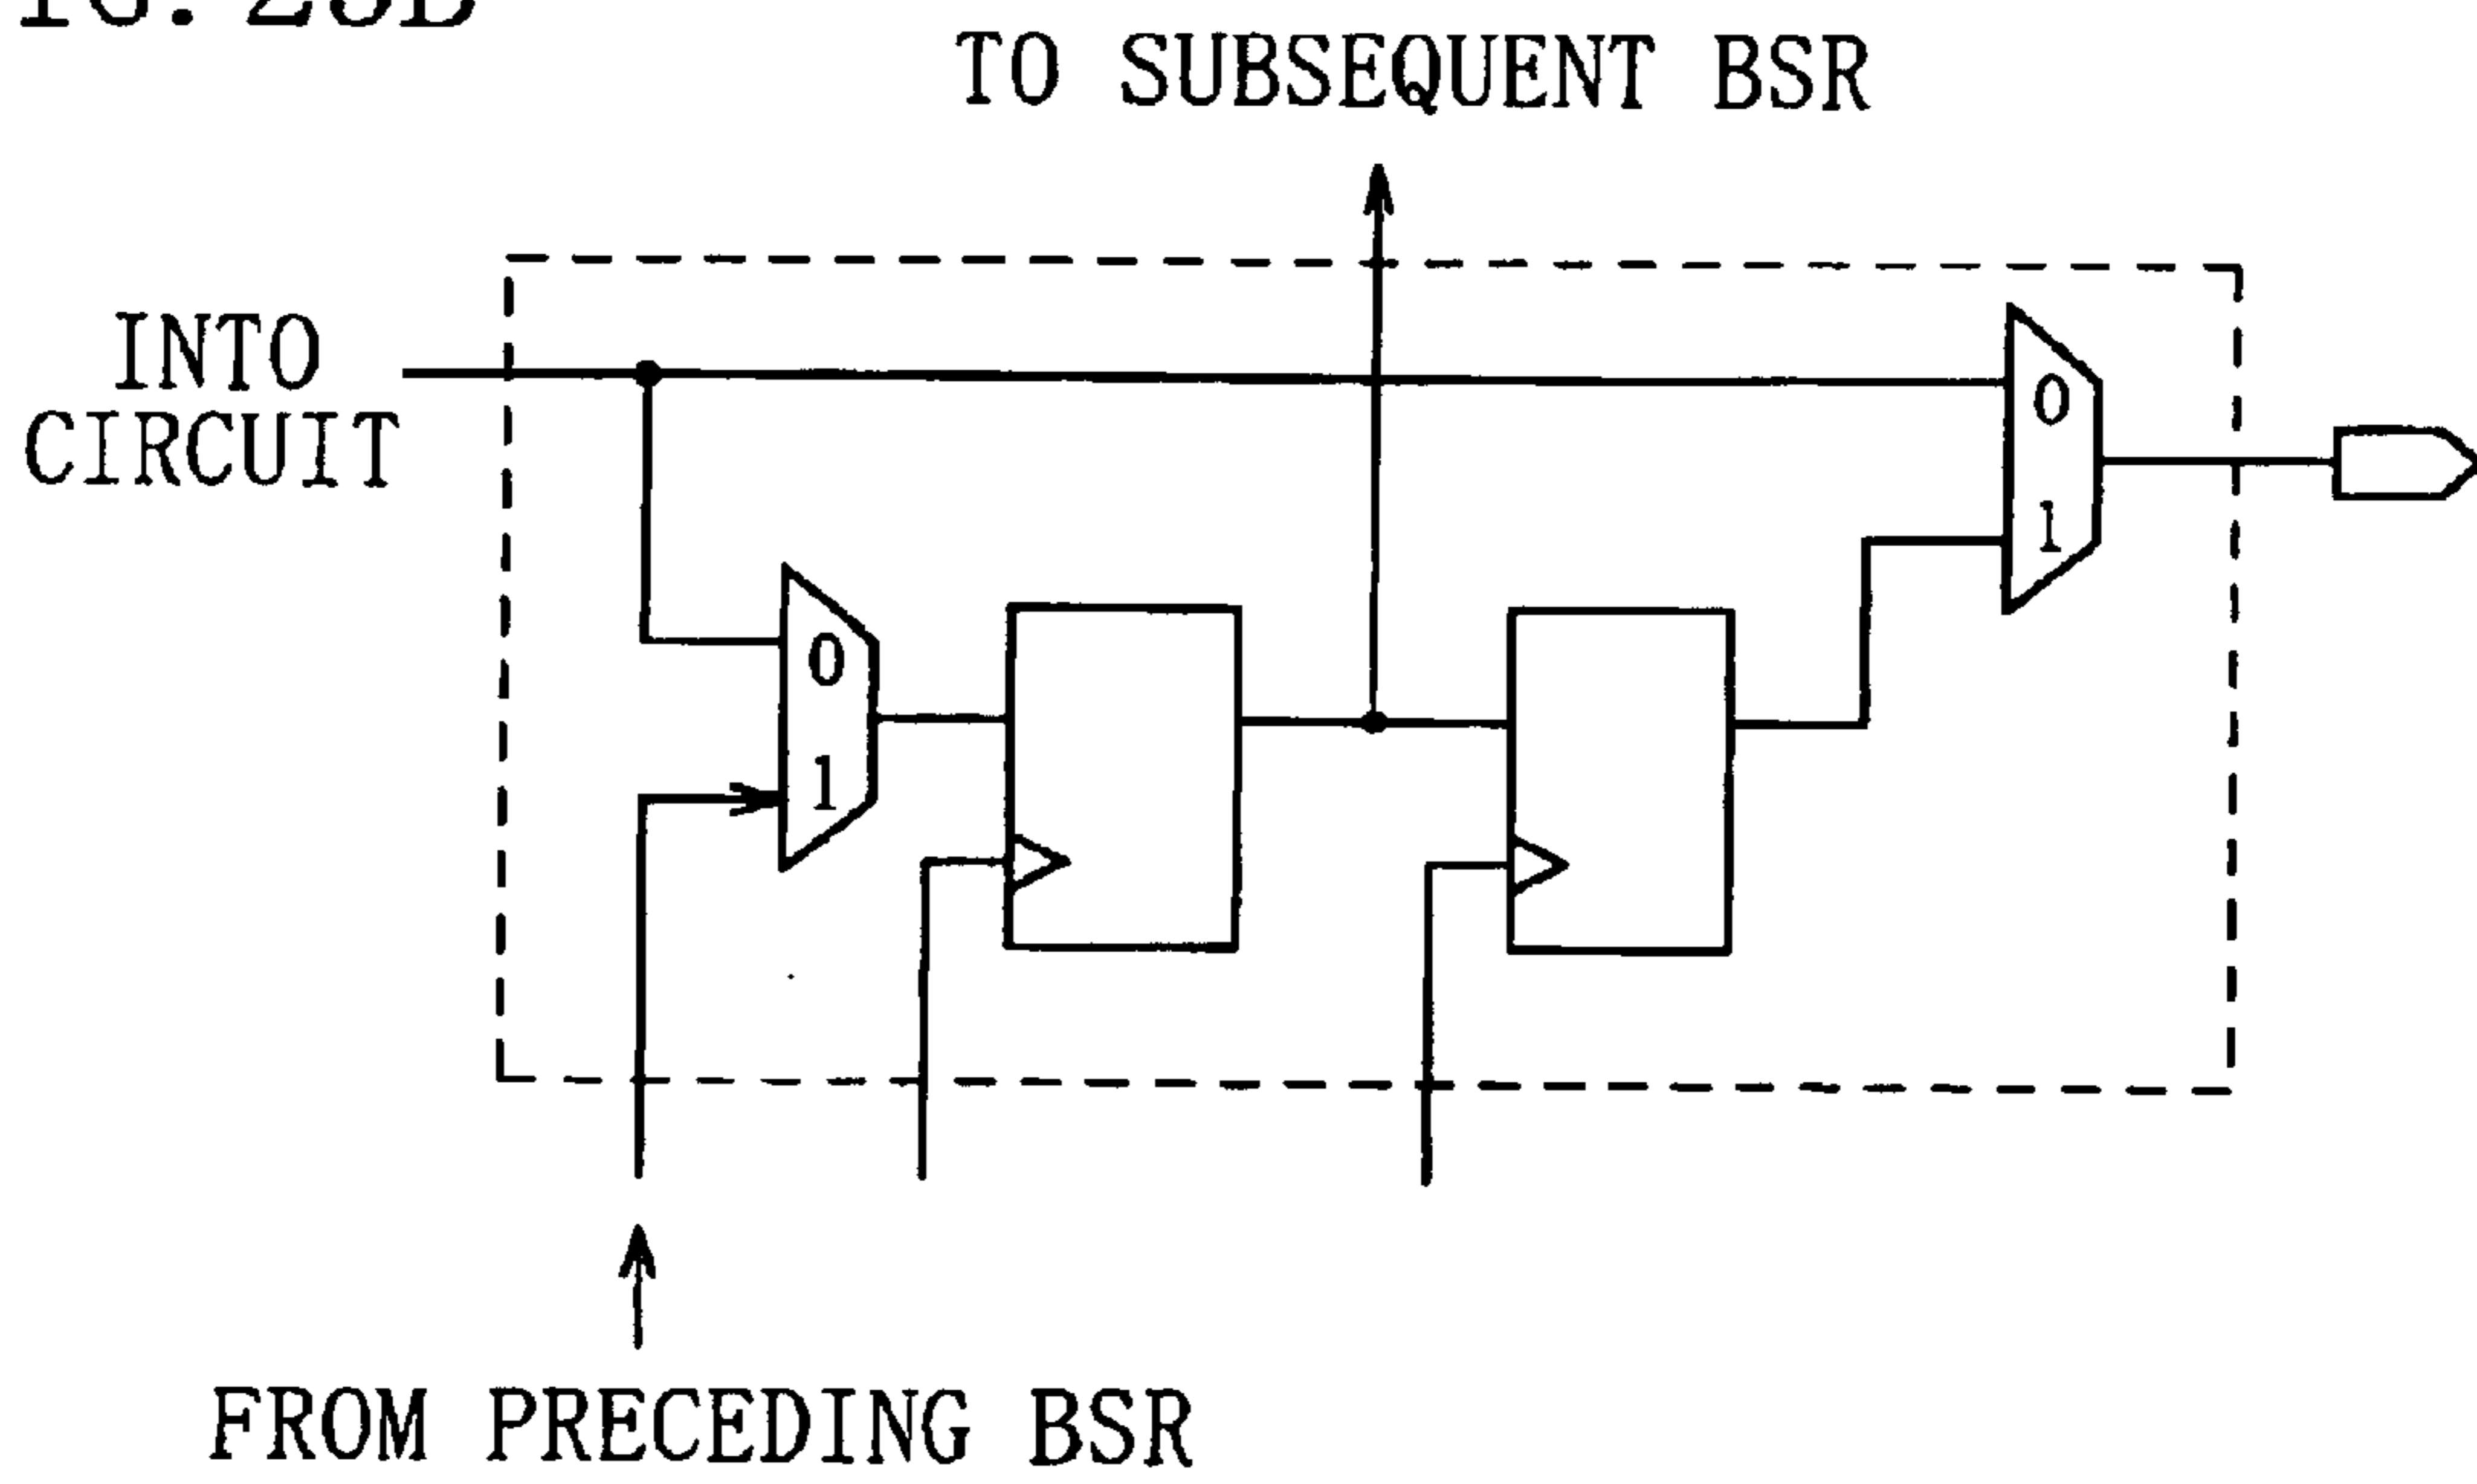 TO SUBSEQUENT BSR
INTO
CIRCUIT
0
1
0
1
FROM PRECEDING BSR